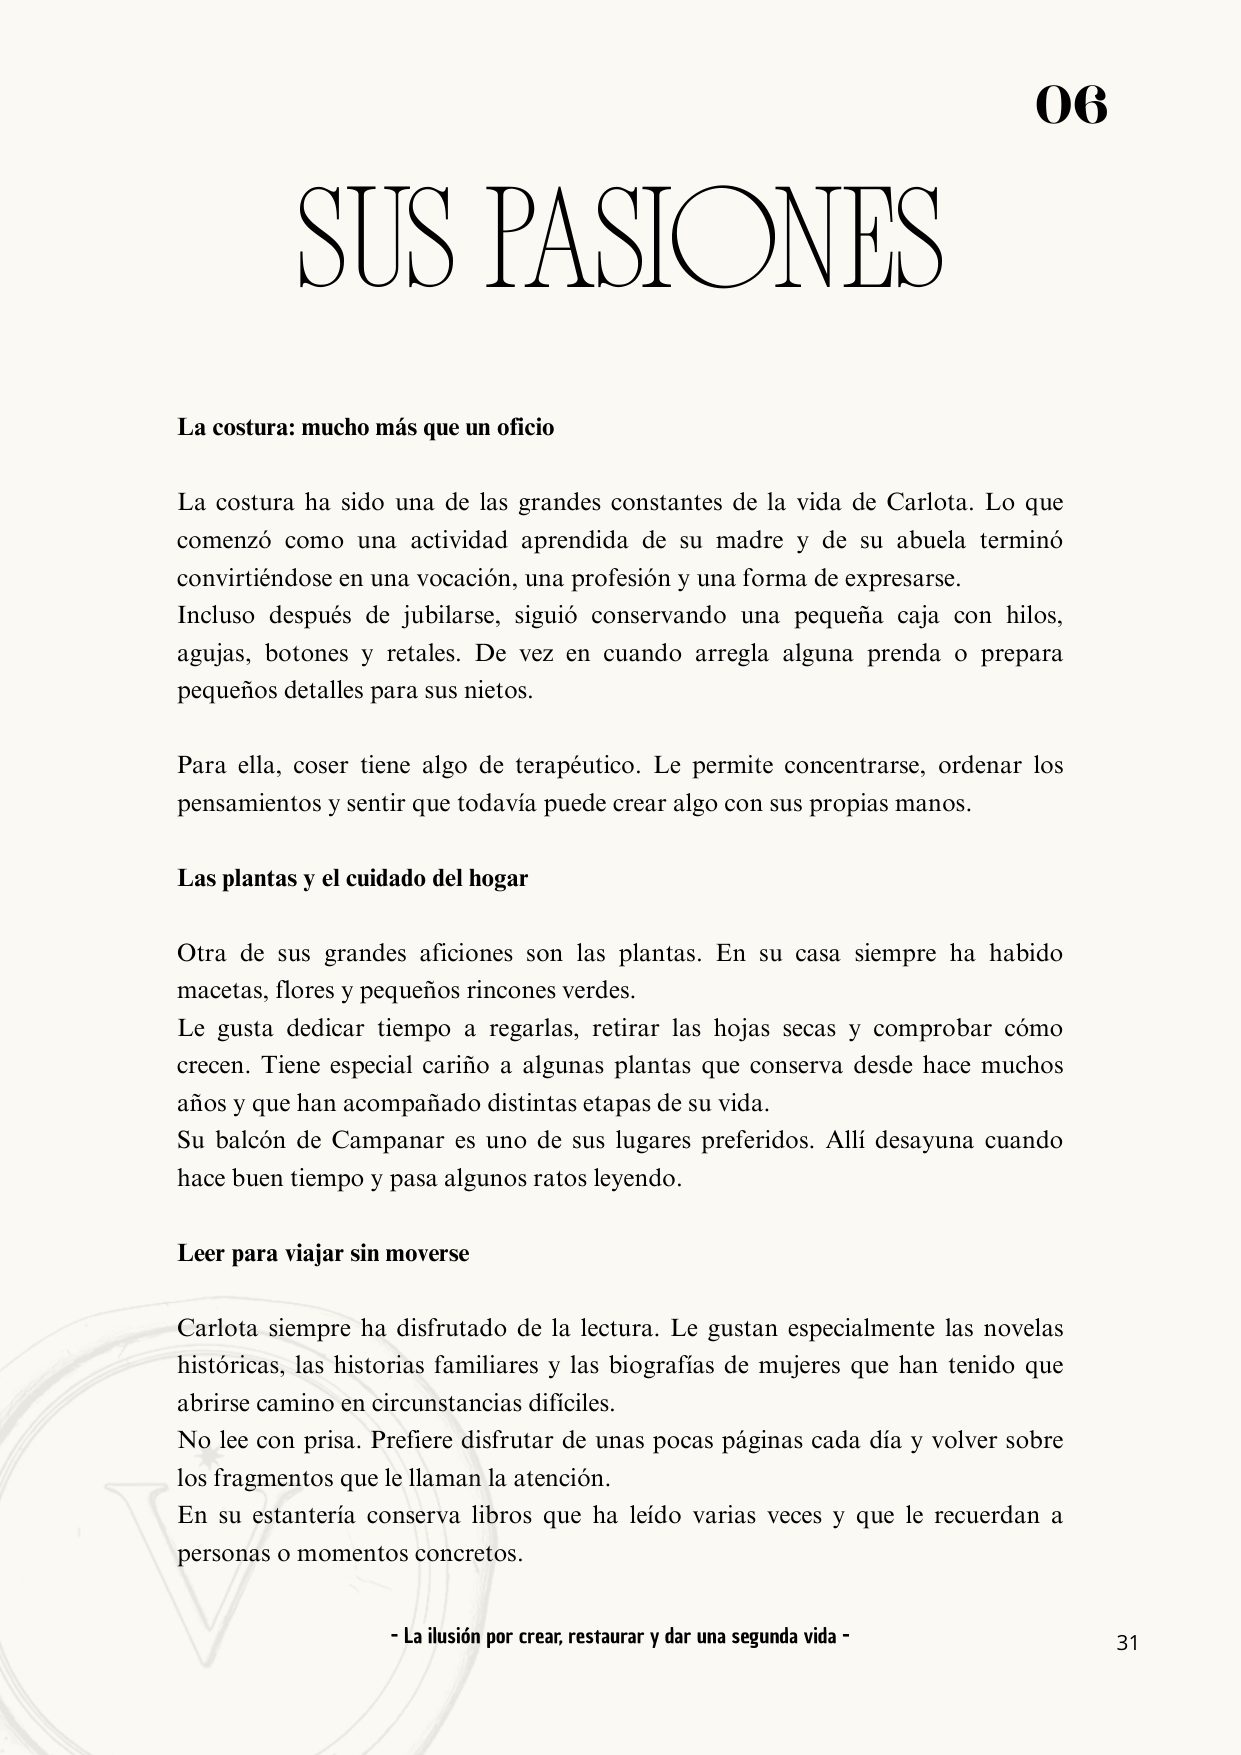 06
SUS PASIONES
La costura: mucho más que un oficio
La costura ha sido una de las grandes constantes de la vida de Carlota. Lo que
comenzó como una actividad aprendida de su madre y de su abuela terminó
convirtiéndose en una vocación, una profesión y una forma de expresarse.
Incluso después de jubilarse, siguió conservando una pequeña caja con hilos,
agujas, botones y retales. De vez en cuando arregla alguna prenda o prepara
pequeños detalles para sus nietos.
Para ella, coser tiene algo de terapéutico. Le permite concentrarse, ordenar los
pensamientos y sentir que todavía puede crear algo con sus propias manos.
Las plantas y el cuidado del hogar
Otra de sus grandes aficiones son las plantas. En su casa siempre ha habido
macetas, flores y pequeños rincones verdes.
Le gusta dedicar tiempo a regarlas, retirar las hojas secas y comprobar cómo
crecen. Tiene especial cariño a algunas plantas que conserva desde hace muchos
años y que han acompañado distintas etapas de su vida.
Su balcón de Campanar es uno de sus lugares preferidos. Allí desayuna cuando
hace buen tiempo y pasa algunos ratos leyendo.
Leer para viajar sin moverse
Carlota siempre ha disfrutado de la lectura. Le gustan especialmente las novelas
históricas, las historias familiares y las biografías de mujeres que han tenido que
abrirse camino en circunstancias difíciles.
No lee con prisa. Prefiere disfrutar de unas pocas páginas cada día y volver sobre
los fragmentos que le llaman la atención.
En su estantería conserva libros que ha leído varias veces y que le recuerdan a
personas o momentos concretos.
V
- La ilusión por crear, restaurar y dar una segunda vida -
31